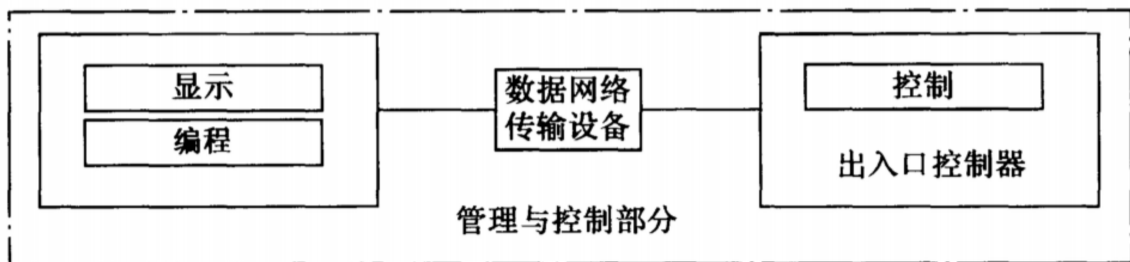 显示
编程
数据网络
传输设备
控制
出入口控制器
管理与控制部分